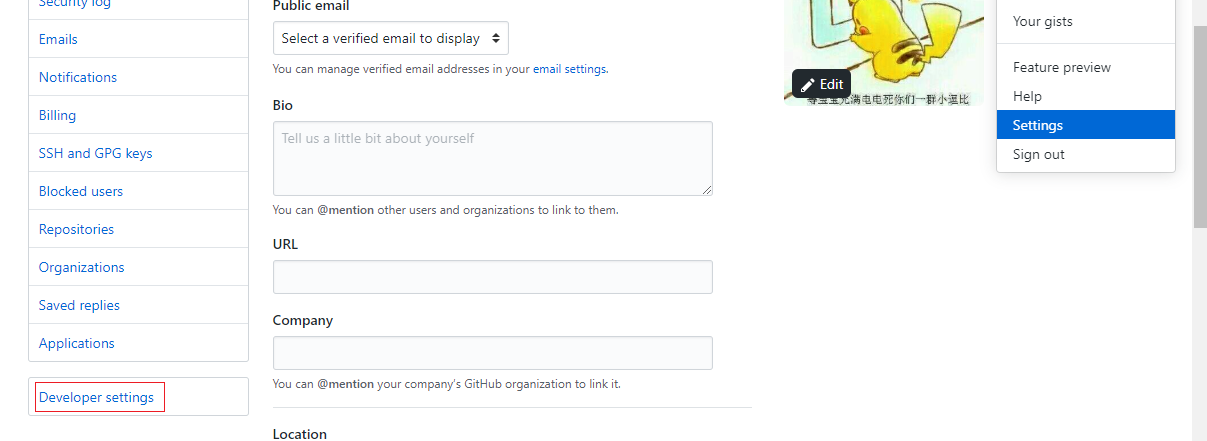 Security log
Emails
Notifications
Billing
SSH and GPG keys
Blocked users
Repositories
Organizations
Saved replies
Applications
Developer settings
Public email
Select a verified email to display
You can manage verified email addresses in your email settings.
Bio
Tell us a little bit about yourself
You can @mention other users and organizations to link to them.
URL
Company
You can @mention your company's GitHub organization to link it.
Location
Edit
等宝宝充满电电死你们一群小逗比
Your gists
Feature preview
Help
Settings
Sign out